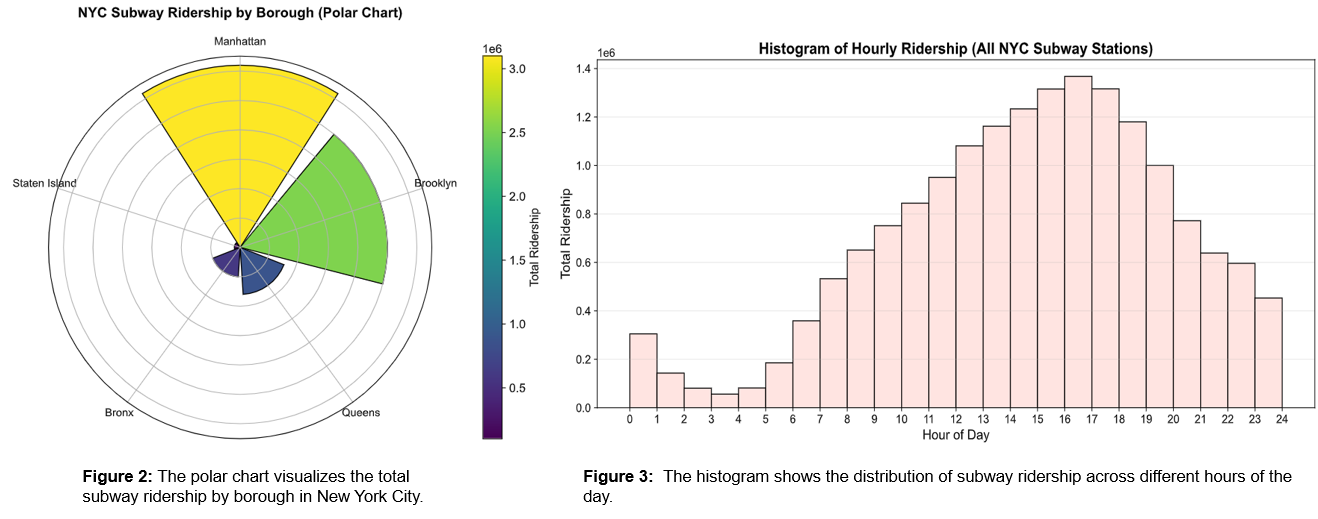 NYC Subway Ridership by Borough (Polar Chart)
Manhattan
Staten Island
Brooklyn
Bronx
Queens
1e6
3.0
2.5
2.0
1.5
1.0
0.5
Total Ridership
Figure 2: The polar chart visualizes the total
subway ridership by borough in New York City.
Histogram of Hourly Ridership (All NYC Subway Stations)
1e6
1.4
1.2
1.0
0.8
0.6
0.4
0.2
0.0
Total Ridership
0 1 2 3 4 5 6 7 8 9 10 11 12 13 14 15 16 17 18 19 20 21 22 23 24
Hour of Day
Figure 3: The histogram shows the distribution of subway ridership across different hours of the
day.